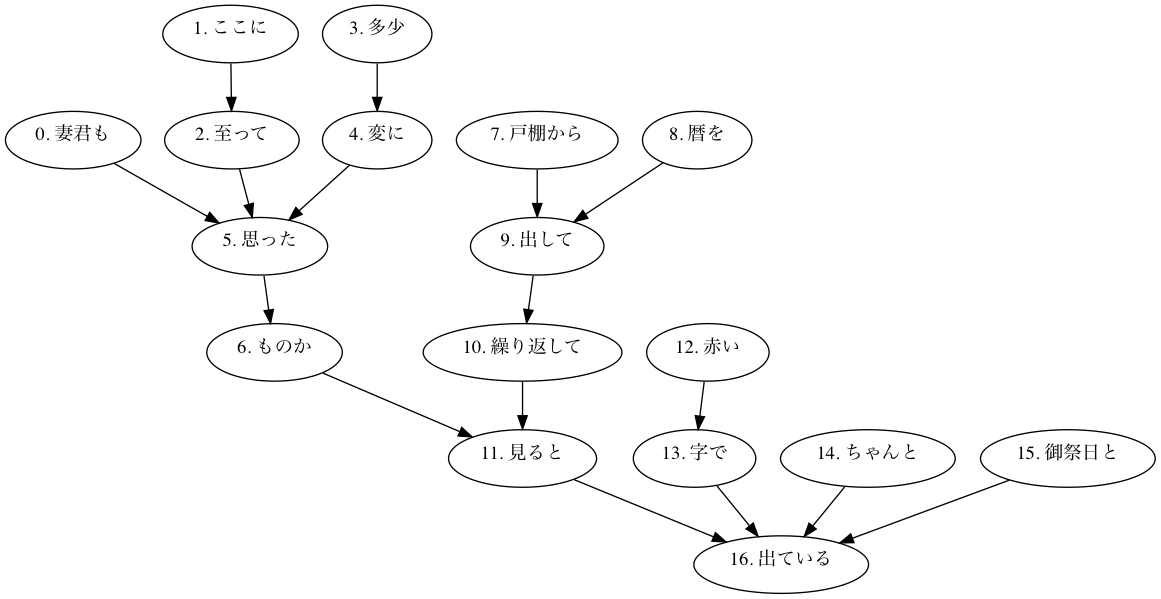 1. ここに
3. 多少
0. 妻君も
2. 至って
4. 変に
7. 戸棚から
8. 暦を
5. 思った
9. 出して
6. ものか
10. 繰り返して
12. 赤い
11. 見ると
13. 字で
14. ちゃんと
15. 御祭日と
16. 出ている